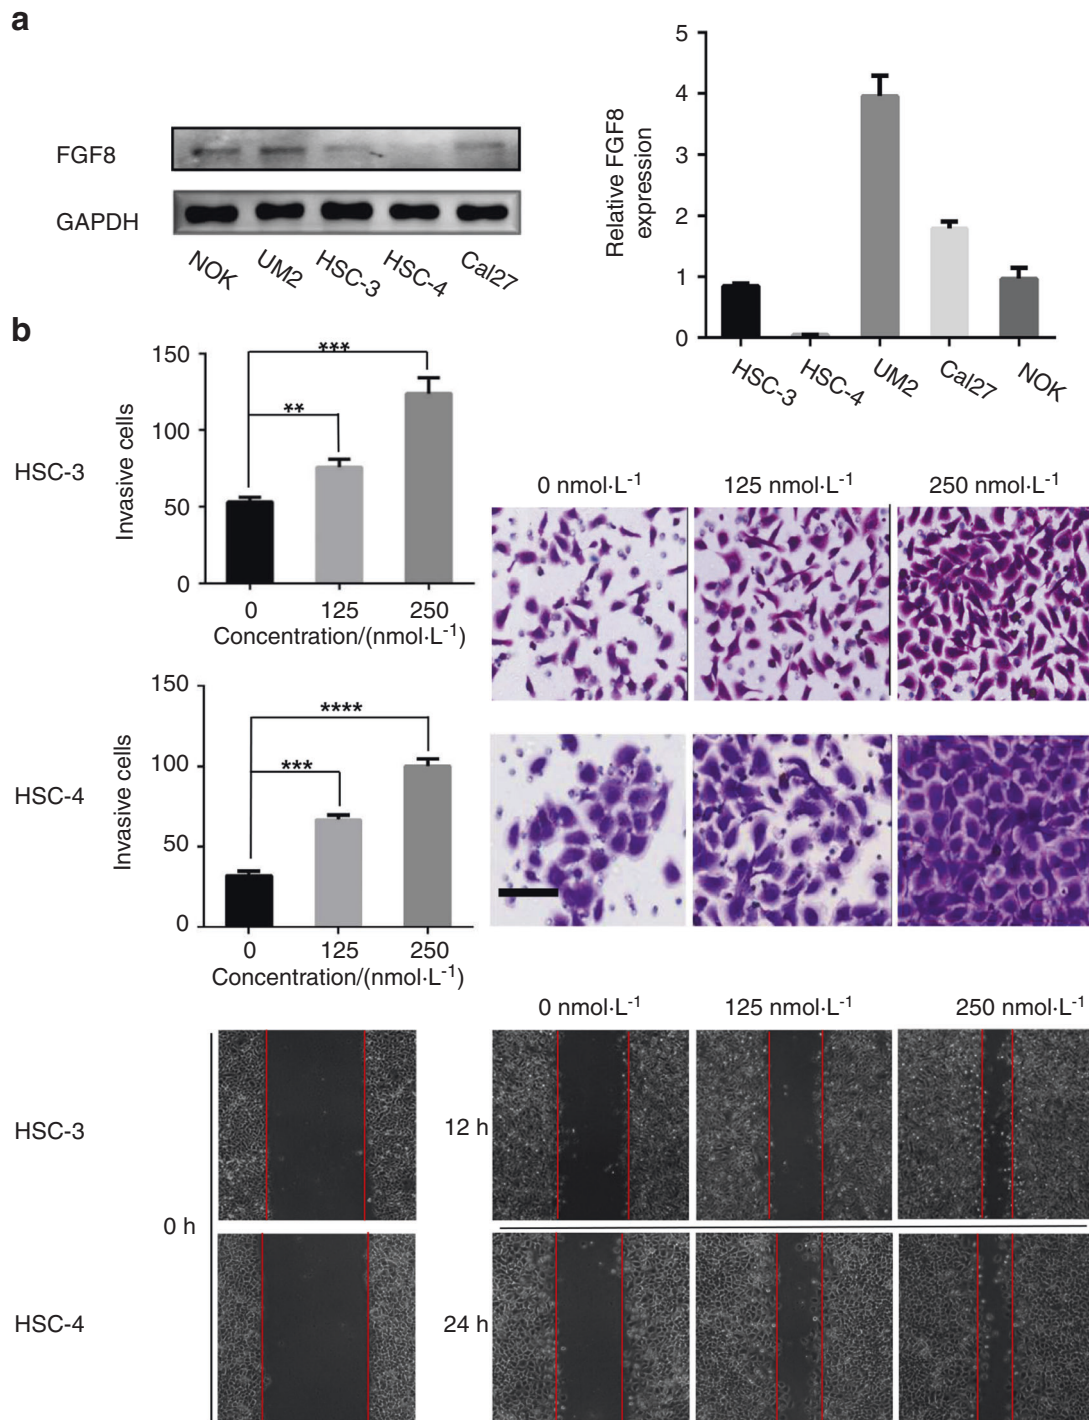 a
FGF8
GAPDH
NOK
UM2
HSC-3
HSC-4
Cal27
5
4
3
2
1
0
Relative FGF8
expression
HSC-3
HSC-4
UM2
Cal27
NOK
b
HSC-3
Invasive cells
150
100
50
0
***
**
0 125 250
Concentration/(nmol·L⁻¹)
0 nmol·L⁻¹ 125 nmol·L⁻¹ 250 nmol·L⁻¹
HSC-4
Invasive cells
150
100
50
0
****
***
0 125 250
Concentration/(nmol·L⁻¹)
0 nmol·L⁻¹ 125 nmol·L⁻¹ 250 nmol·L⁻¹
HSC-3
12 h
0 h
HSC-4
24 h